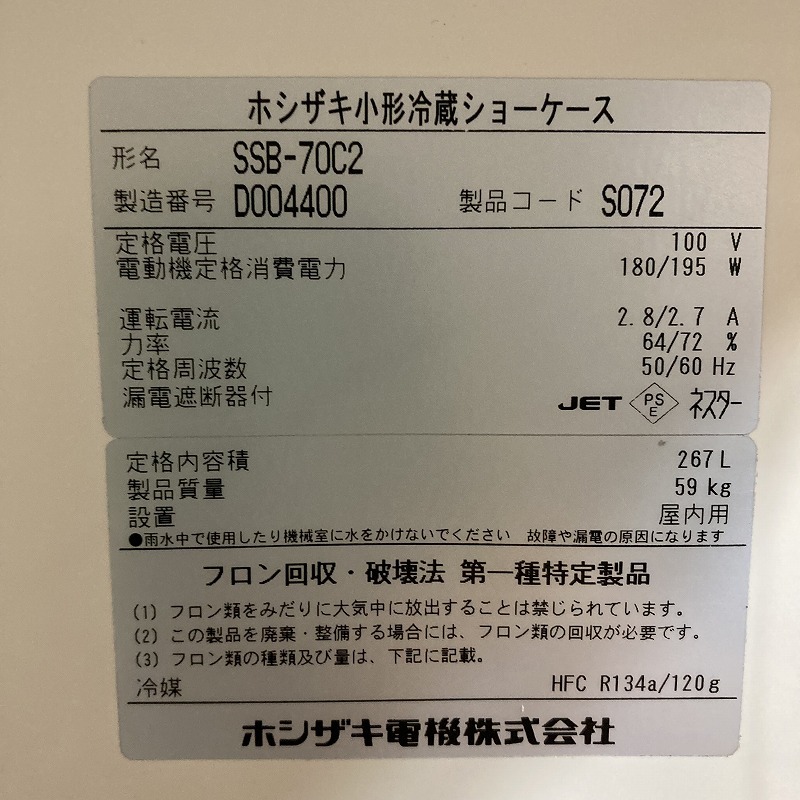 ホシザキ小形冷蔵ショーケース
形名 SSB-70C2
製造番号 D004400 製品コード S072
定格電圧 100 V
電動機定格消費電力 180/195 W
運転電流 2.8/2.7 A
力率 64/72 %
定格周波数 50/60 Hz
漏電遮断器付 JET PSE ネスター
定格内容積 267 L
製品質量 59 kg
設置 屋内用
●雨水中で使用したり機械室に水をかけないでください 故障や漏電の原因になります
フロン回収・破壊法 第一種特定製品
(1) フロン類をみだりに大気中に放出することは禁じられています。
(2) この製品を廃棄・整備する場合には、フロン類の回収が必要です。
(3) フロン類の種類及び量は、下記に記載。
冷媒 HFC R134a/120g
ホシザキ電機株式会社